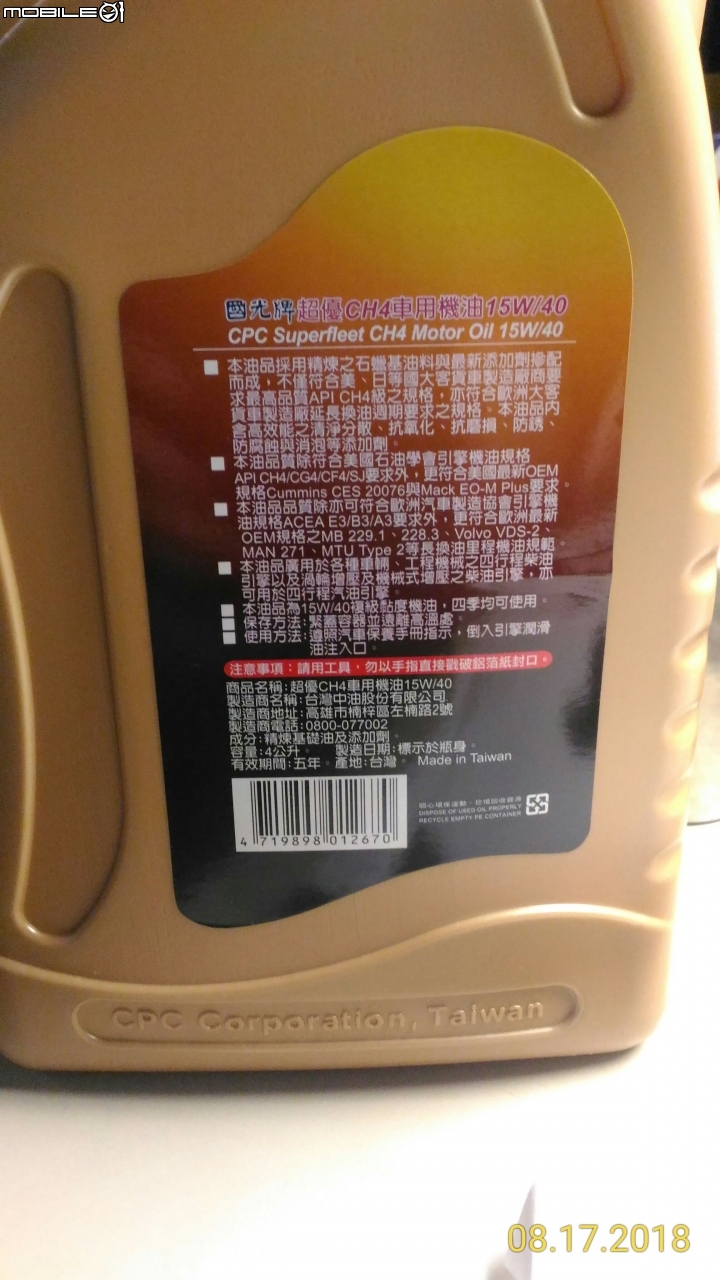 MOBILE01
國光牌超優CH4車用機油15W/40
CPC Superfleet CH4 Motor Oil 15W/40
本油品採用精煉之石蠟基油料與最新添加劑摻配
而成，不僅符合美、日等國大客貨車製造廠商要
求最高品質API CH4級之規格，亦符合歐洲大客
貨車製造廠延長換油週期要求之規格。本油品內
含高效能之清淨分散、抗氧化、抗磨損、防銹、
防腐蝕與消泡等添加劑。
本油品質除符合美國石油學會引擎機油規格
API CH4/CG4/CF4/SJ要求外，更符合美國最新OEM
規格Cummins CES 20076與Mack EO-M Plus要求。
本油品品質除亦可符合歐洲汽車製造協會引擎機
油規格ACEA E3/B3/A3要求外，更符合歐洲最新
OEM規格之MB 229.1、228.3、Volvo VDS-2、
MAN 271、MTU Type 2等長換油里程機油規範。
本油品廣用於各種車輛、工程機械之四行程柴油
引擎以及渦輪增壓及機械式增壓之柴油引擎，亦
可用於四行程汽油引擎。
本油品為15W/40複級黏度機油，四季均可使用。
保存方法：緊蓋容器並遠離高溫處。
使用方法：遵照汽車保養手冊指示，倒入引擎潤滑
油注入口。
注意事項：請用工具，勿以手指直接戳破鋁箔紙封口。
商品名稱：超優CH4車用機油15W/40
製造商名稱：台灣中油股份有限公司
製造商地址：高雄市楠梓區左楠路2號
製造商電話：0800-077002
成分：精煉基礎油及添加劑。
容量：4公升。 製造日期：標示於瓶身。
有效期間：五年。產地：台灣。 Made in Taiwan
DISPOSE OF USED OIL PROPERLY
RECYCLE EMPTY PE CONTAINER
4 719898 012670
CPC Corporation, Taiwan
08.17.2018